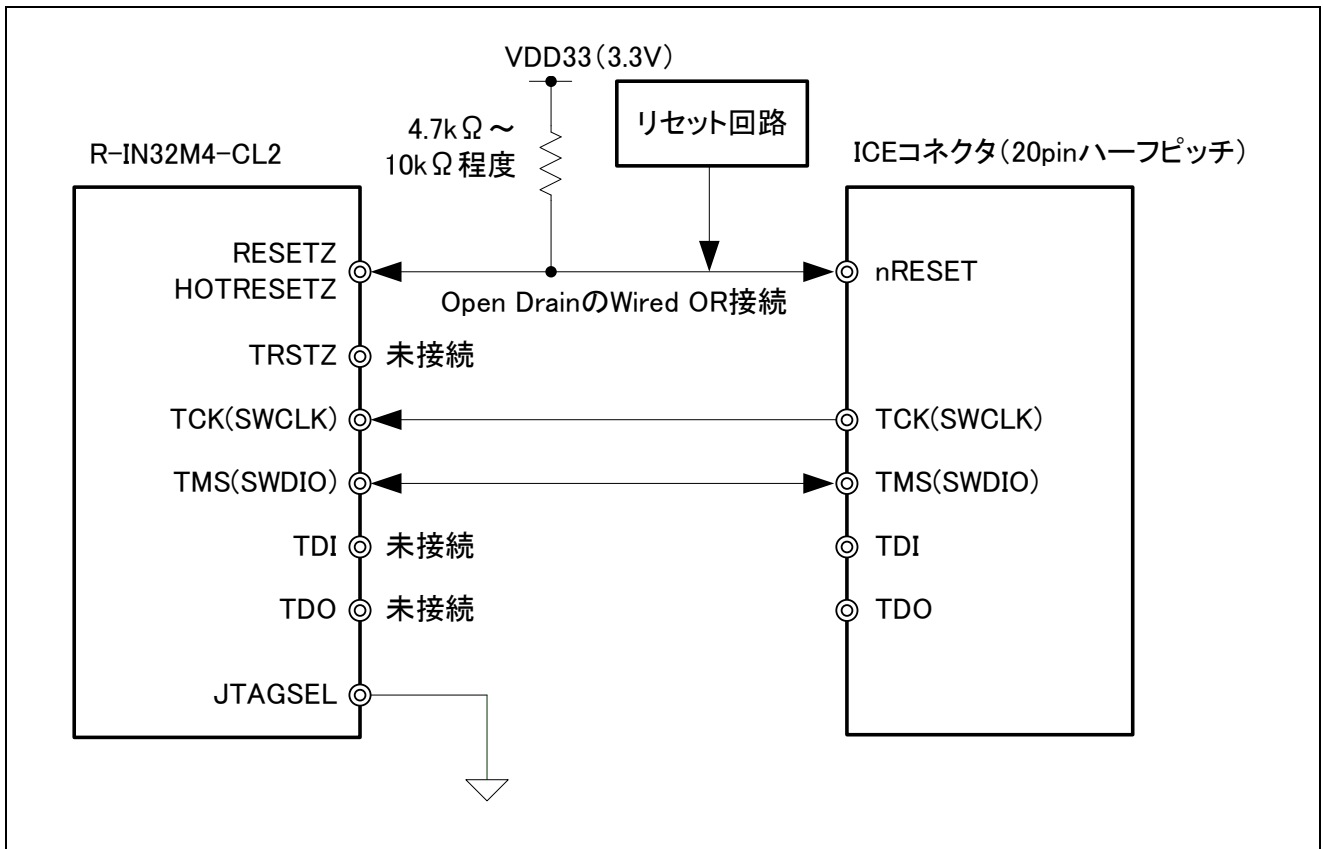 VDD33(3.3V)
リセット回路
4.7kΩ～
10kΩ程度
R-IN32M4-CL2
ICEコネクタ(20pinハーフピッチ)
RESETZ
HOTRESETZ
nRESET
Open DrainのWired OR接続
TRSTZ 未接続
TCK(SWCLK)
TCK(SWCLK)
TMS(SWDIO)
TMS(SWDIO)
TDI 未接続
TDI
TDO 未接続
TDO
JTAGSEL